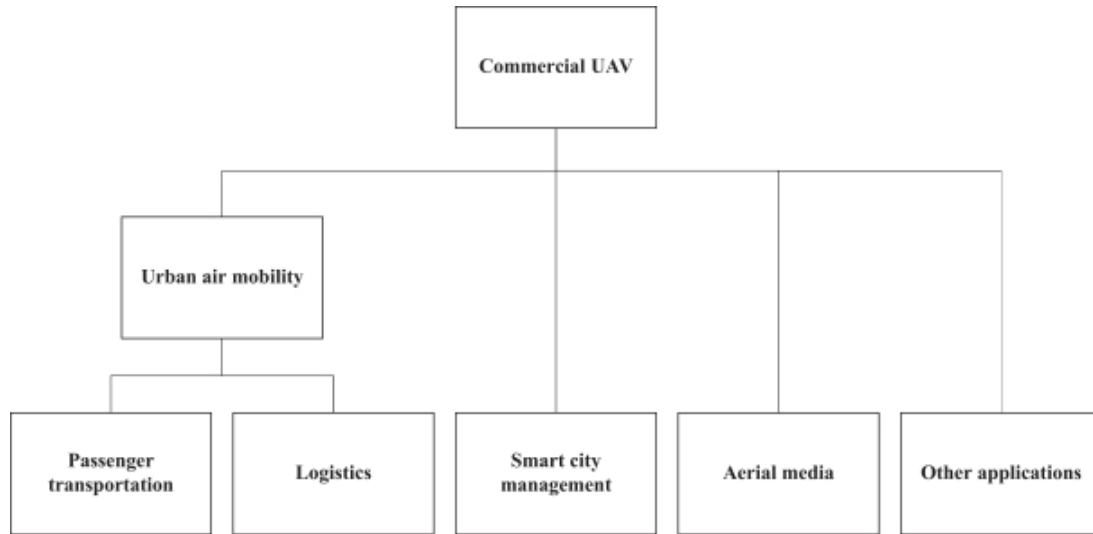 Commercial UAV
Urban air mobility
Passenger
transportation
Logistics
Smart city
management
Aerial media
Other applications